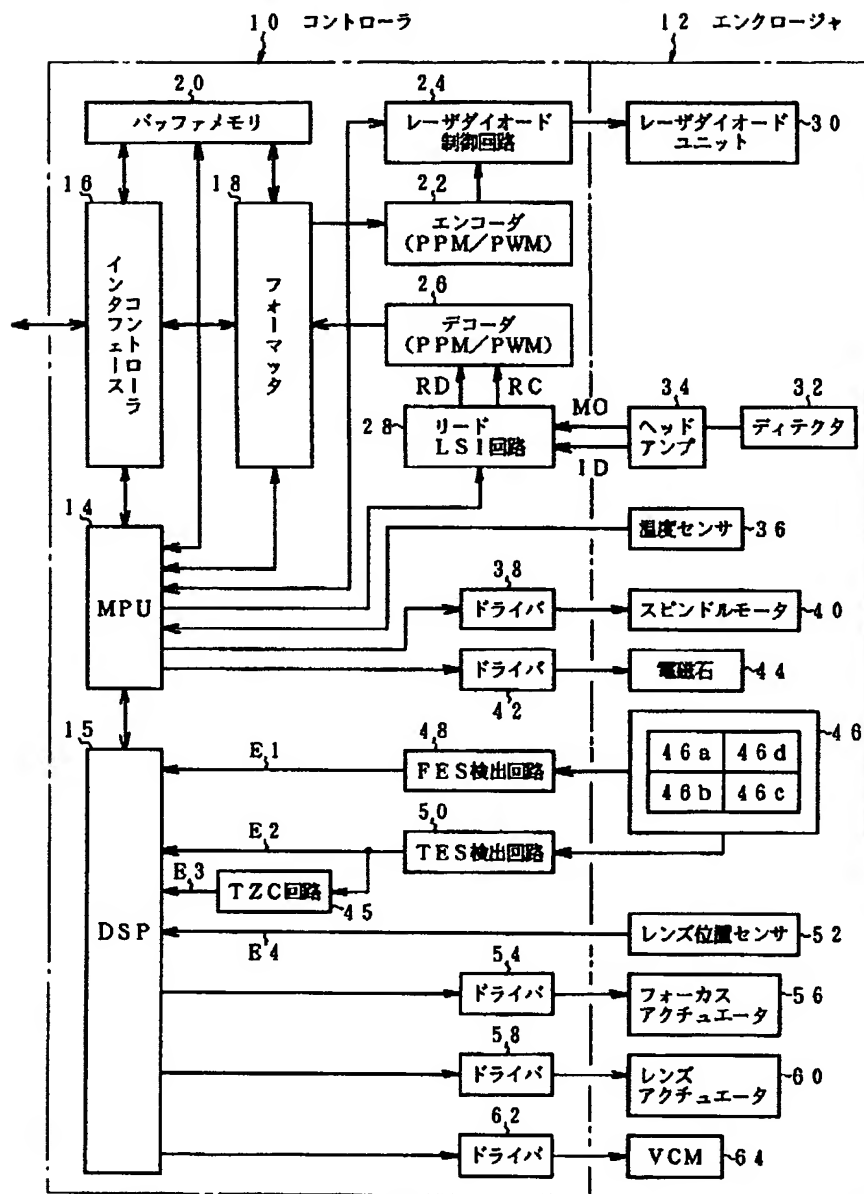 10 コントローラ
12 エンクロージャ
20
バッファメモリ
24
レーザダイオード
制御回路
レーザダイオード
ユニット
30
16
コントローラ
インタフェース
18
フォーマッタ
22
エンコーダ
(PPM/PWM)
26
デコーダ
(PPM/PWM)
RD
RC
28
リード
LSI回路
MO
ID
34
ヘッド
アンプ
32
ディテクタ
14
MPU
温度センサ
36
38
ドライバ
スピンドルモータ
40
ドライバ
42
電磁石
44
15
DSP
E1
48
FES検出回路
46
46a
46d
46b
46c
E2
50
TES検出回路
E3
TZC回路
45
E4
レンズ位置センサ
52
54
ドライバ
フォーカス
アクチュエータ
56
58
ドライバ
レンズ
アクチュエータ
60
62
ドライバ
VCM
64